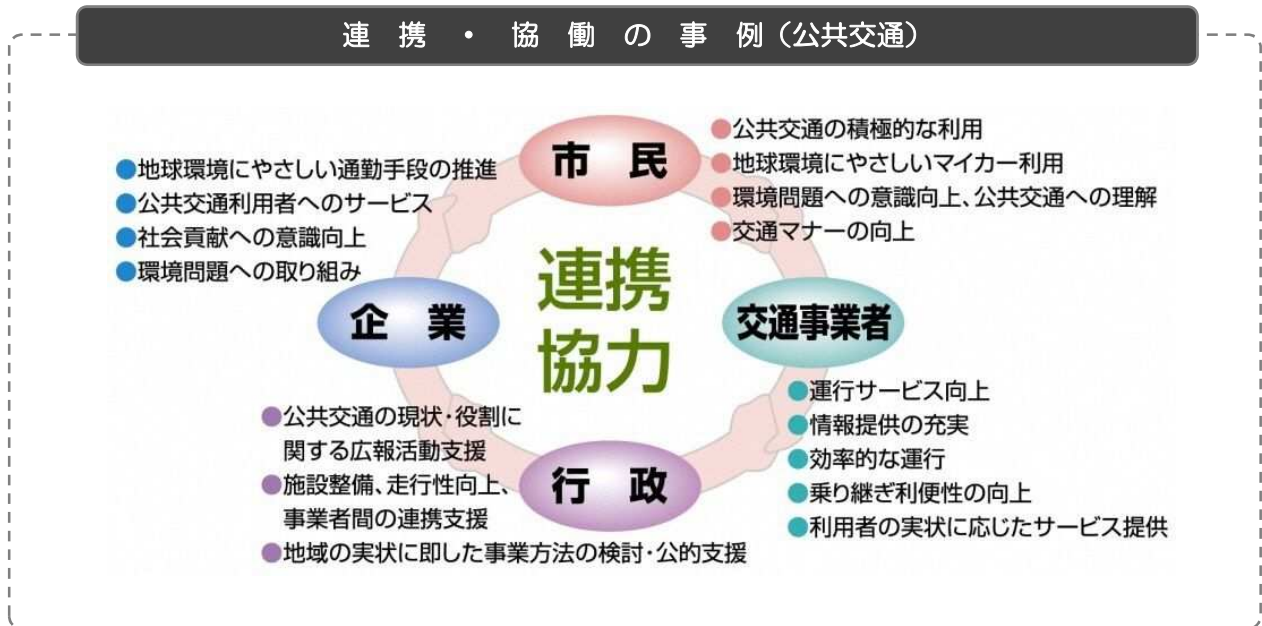 連携・協働の事例（公共交通）
市民
●公共交通の積極的な利用
●地球環境にやさしいマイカー利用
●環境問題への意識向上、公共交通への理解
●交通マナーの向上
●地球環境にやさしい通勤手段の推進
●公共交通利用者へのサービス
●社会貢献への意識向上
●環境問題への取り組み
企業
連携
協力
交通事業者
●運行サービス向上
●情報提供の充実
●効率的な運行
●乗り継ぎ利便性の向上
●利用者の実状に応じたサービス提供
●公共交通の現状・役割に
関する広報活動支援
●施設整備、走行性向上、
事業者間の連携支援
●地域の実状に即した事業方法の検討・公的支援
行政